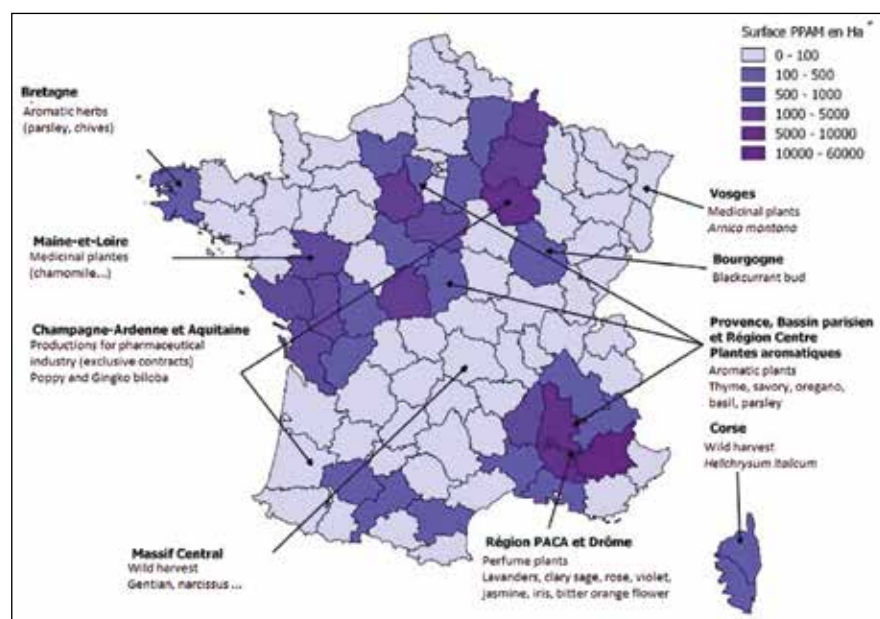 Surface PPAM en Ha *
0 - 100
100 - 500
500 - 1000
1000 - 5000
5000 - 10000
10000 - 60000
Bretagne
Aromatic herbs
(parsley, chives)
Maine-et-Loire
Medicinal plantes
(chamomile...)
Champagne-Ardenne et Aquitaine
Productions for pharmaceutical
industry (exclusive contracts)
Poppy and Gingko biloba
Massif Central
Wild harvest
Gentian, narcissus ...
Vosges
Medicinal plants
Arnica montana
Bourgogne
Blackcurrant bud
Provence, Bassin parisien
et Région Centre
Plantes aromatiques
Aromatic plants
Thyme, savory, oregano,
basil, parsley
Corse
Wild harvest
Helichrysum italicum
Région PACA et Drôme
Perfume plants
Lavanders, clary sage, rose, violet,
jasmine, iris, bitter orange flower